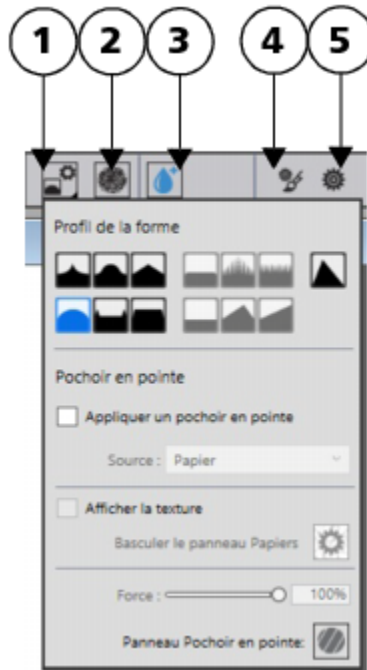 1 2 3 4 5
Profil de la forme
Pochoir en pointe
Appliquer un pochoir en pointe
Source : Papier
Afficher la texture
Basculer le panneau Papiers
Force : 100%
Panneau Pochoir en pointe: